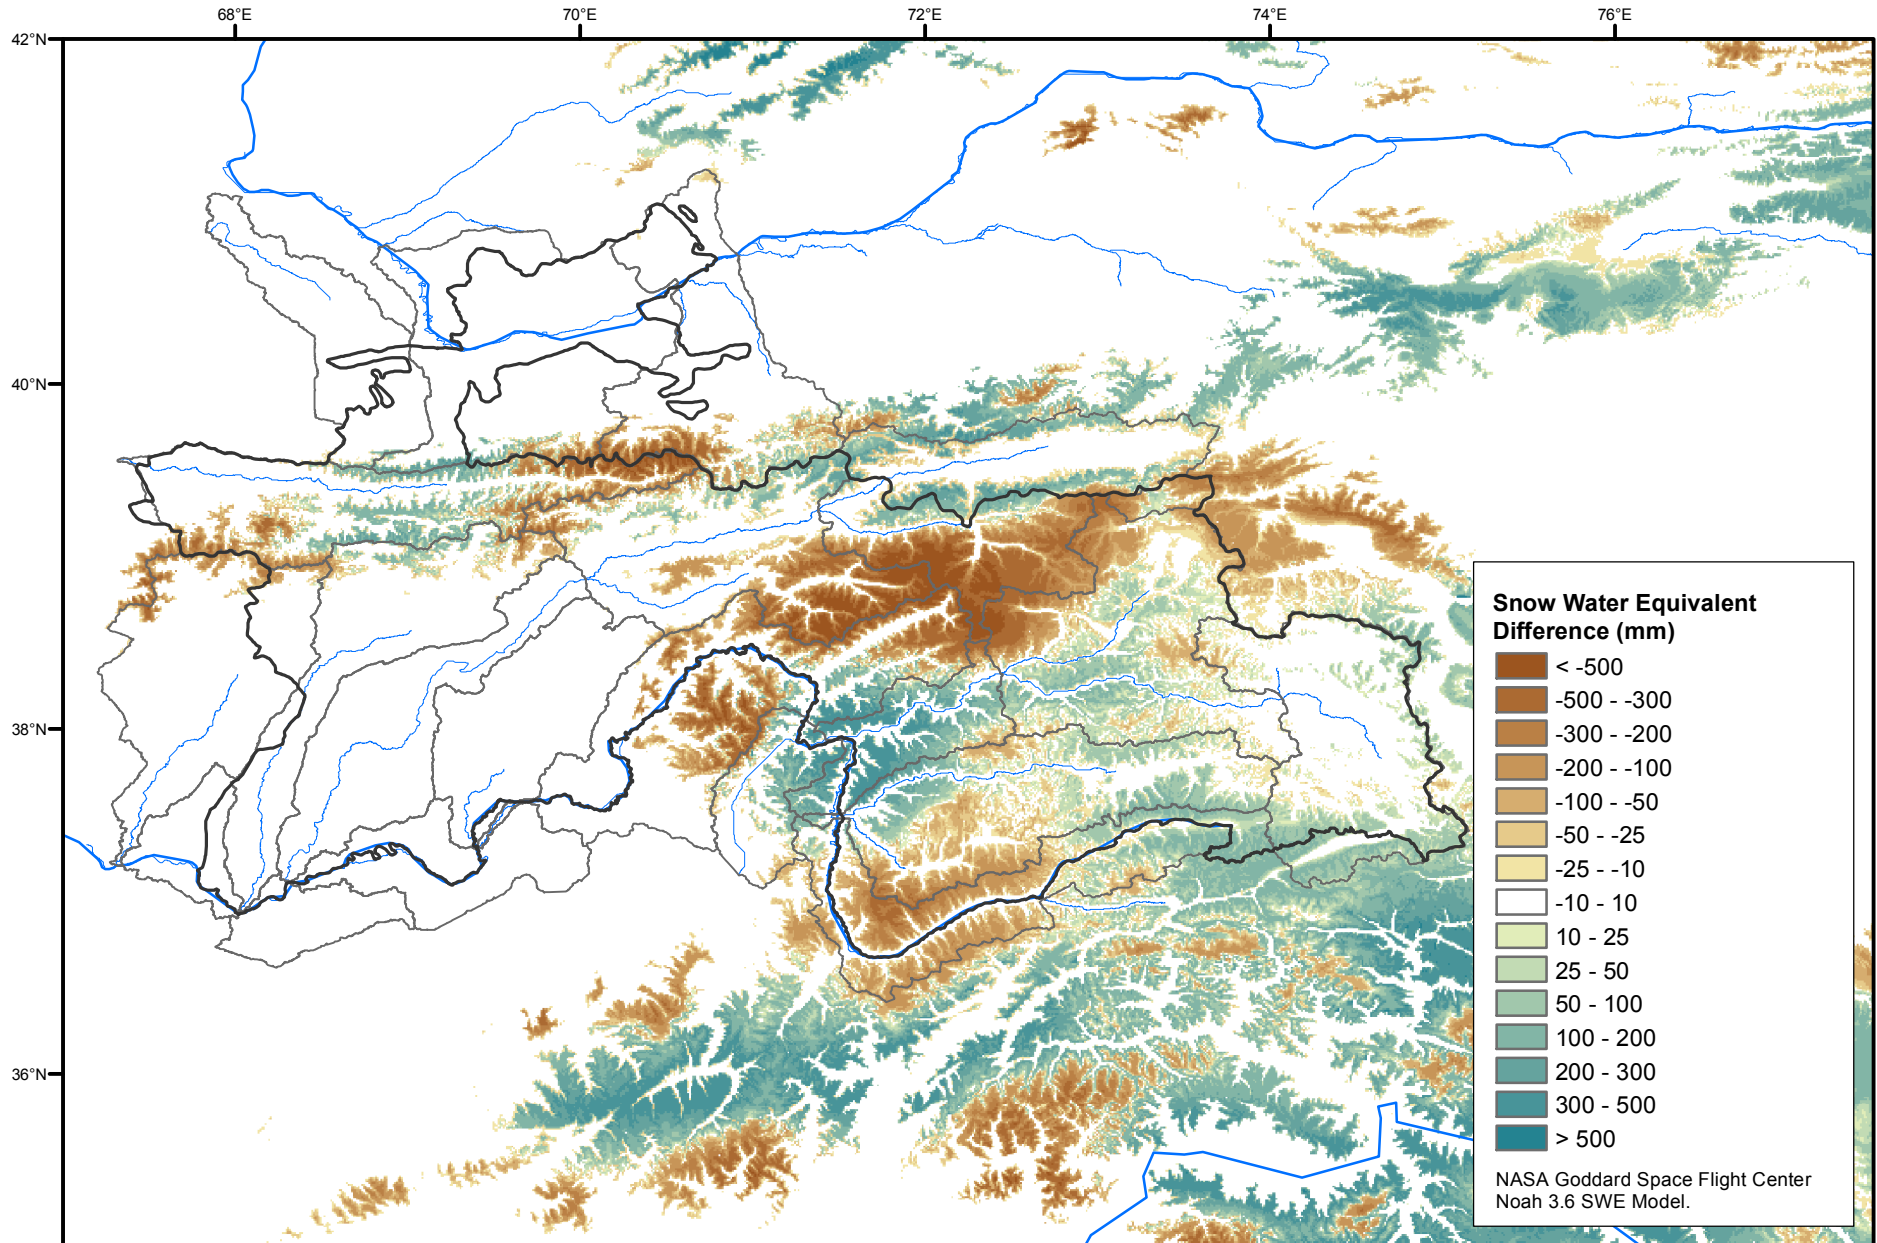 68°E
70°E
72°E
74°E
76°E
42°N
40°N
38°N
36°N
Snow Water Equivalent
Difference (mm)
< -500
-500 - -300
-300 - -200
-200 - -100
-100 - -50
-50 - -25
-25 - -10
-10 - 10
10 - 25
25 - 50
50 - 100
100 - 200
200 - 300
300 - 500
> 500
NASA Goddard Space Flight Center
Noah 3.6 SWE Model.